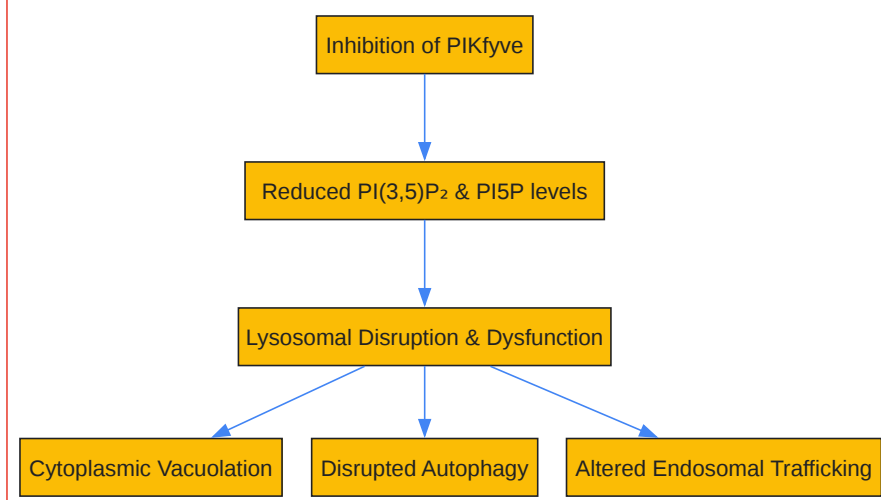 Inhibition of PIKfyve
Reduced PI(3,5)P₂ & PI5P levels
Lysosomal Disruption & Dysfunction
Cytoplasmic Vacuolation
Disrupted Autophagy
Altered Endosomal Trafficking